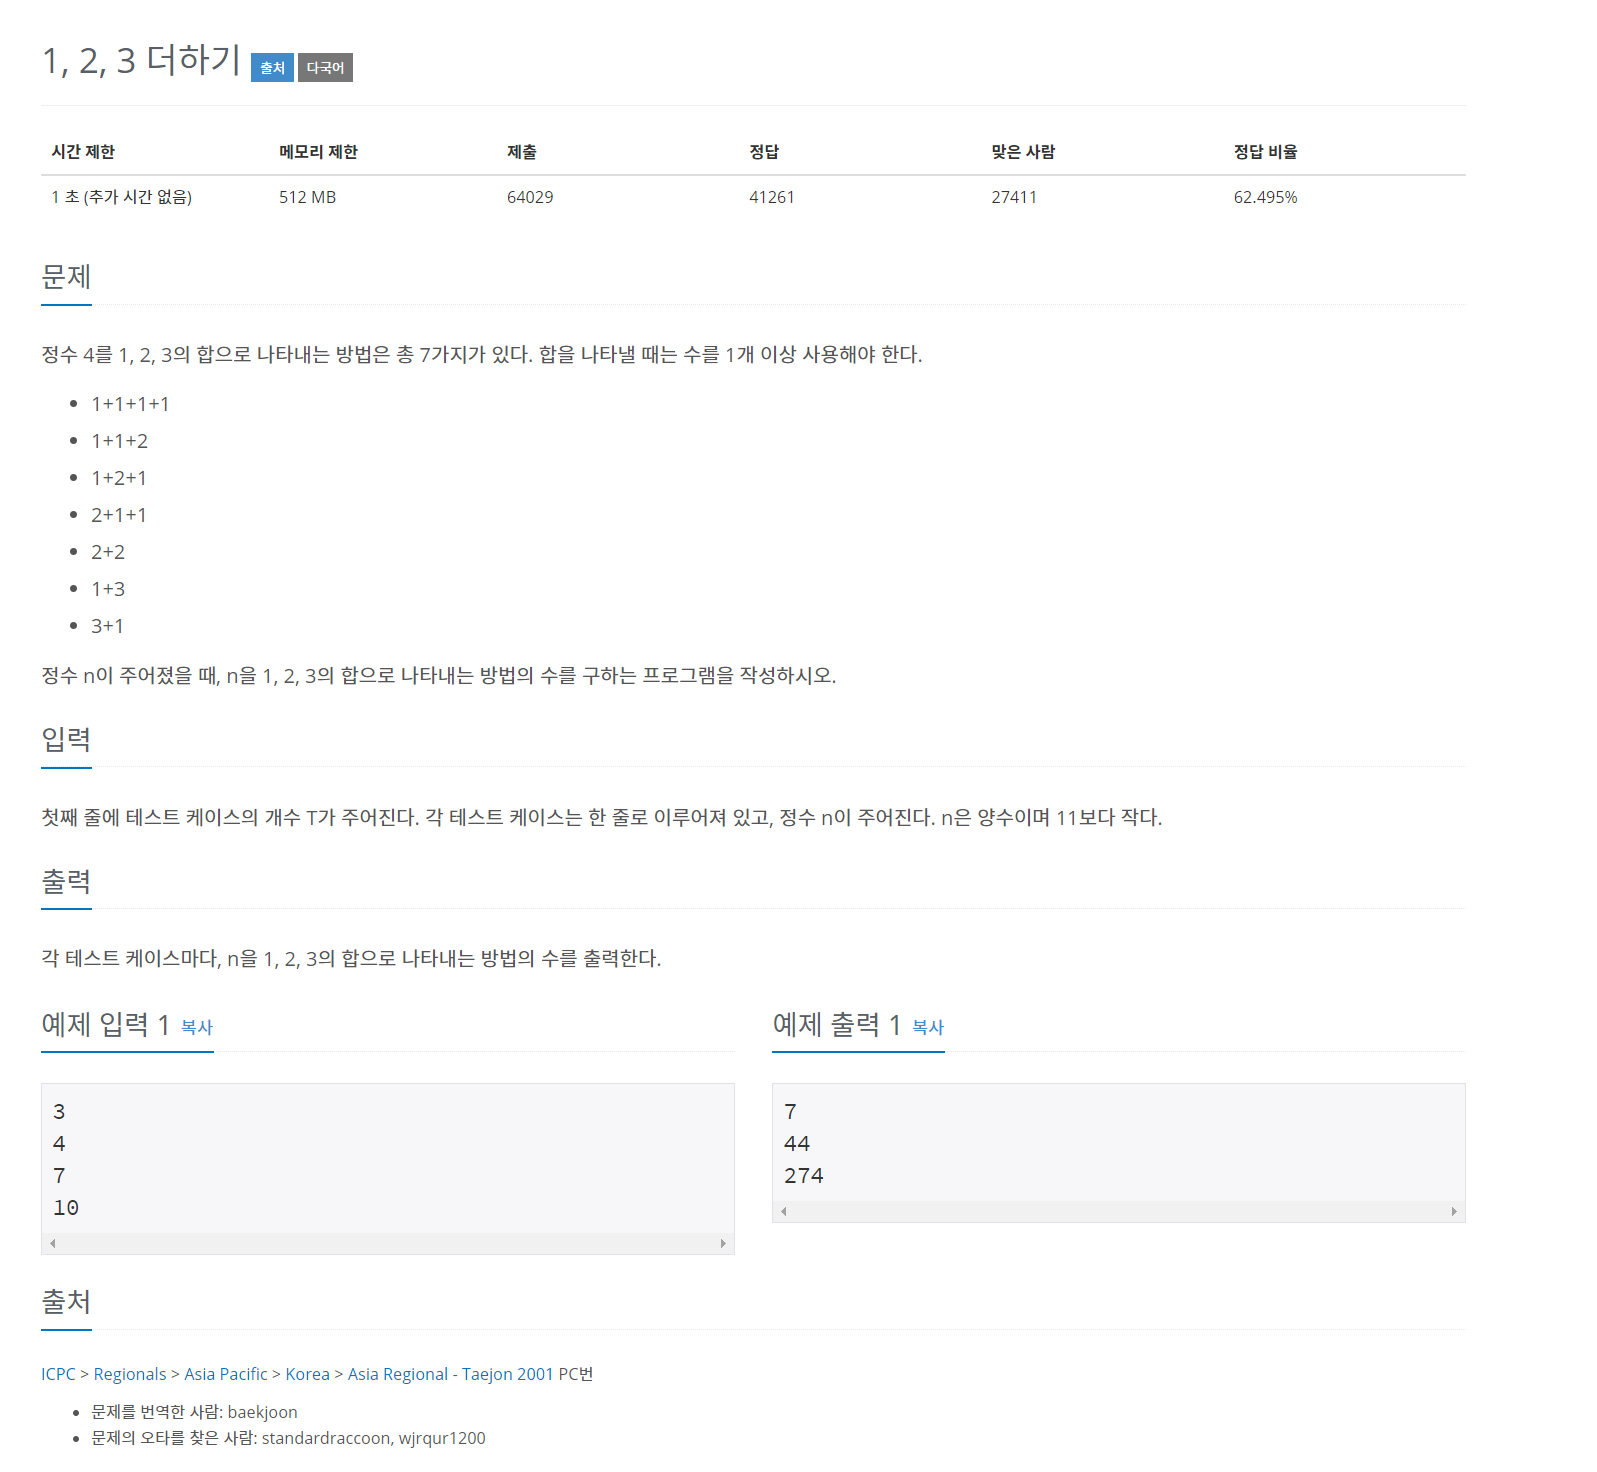 1, 2, 3 더하기 출처 다국어
시간 제한 메모리 제한 제출 정답 맞은 사람 정답 비율
1 초 (추가 시간 없음) 512 MB 64029 41261 27411 62.495%
문제
정수 4를 1, 2, 3의 합으로 나타내는 방법은 총 7가지가 있다. 합을 나타낼 때는 수를 1개 이상 사용해야 한다.
1+1+1+1
1+1+2
1+2+1
2+1+1
2+2
1+3
3+1
정수 n이 주어졌을 때, n을 1, 2, 3의 합으로 나타내는 방법의 수를 구하는 프로그램을 작성하시오.
입력
첫째 줄에 테스트 케이스의 개수 T가 주어진다. 각 테스트 케이스는 한 줄로 이루어져 있고, 정수 n이 주어진다. n은 양수이며 11보다 작다.
출력
각 테스트 케이스마다, n을 1, 2, 3의 합으로 나타내는 방법의 수를 출력한다.
예제 입력 1 복사
3
4
7
10
예제 출력 1 복사
7
44
274
출처
ICPC > Regionals > Asia Pacific > Korea > Asia Regional - Taejon 2001 PC번
문제를 번역한 사람: baekjoon
문제의 오타를 찾은 사람: standardraccoon, wjrqur1200